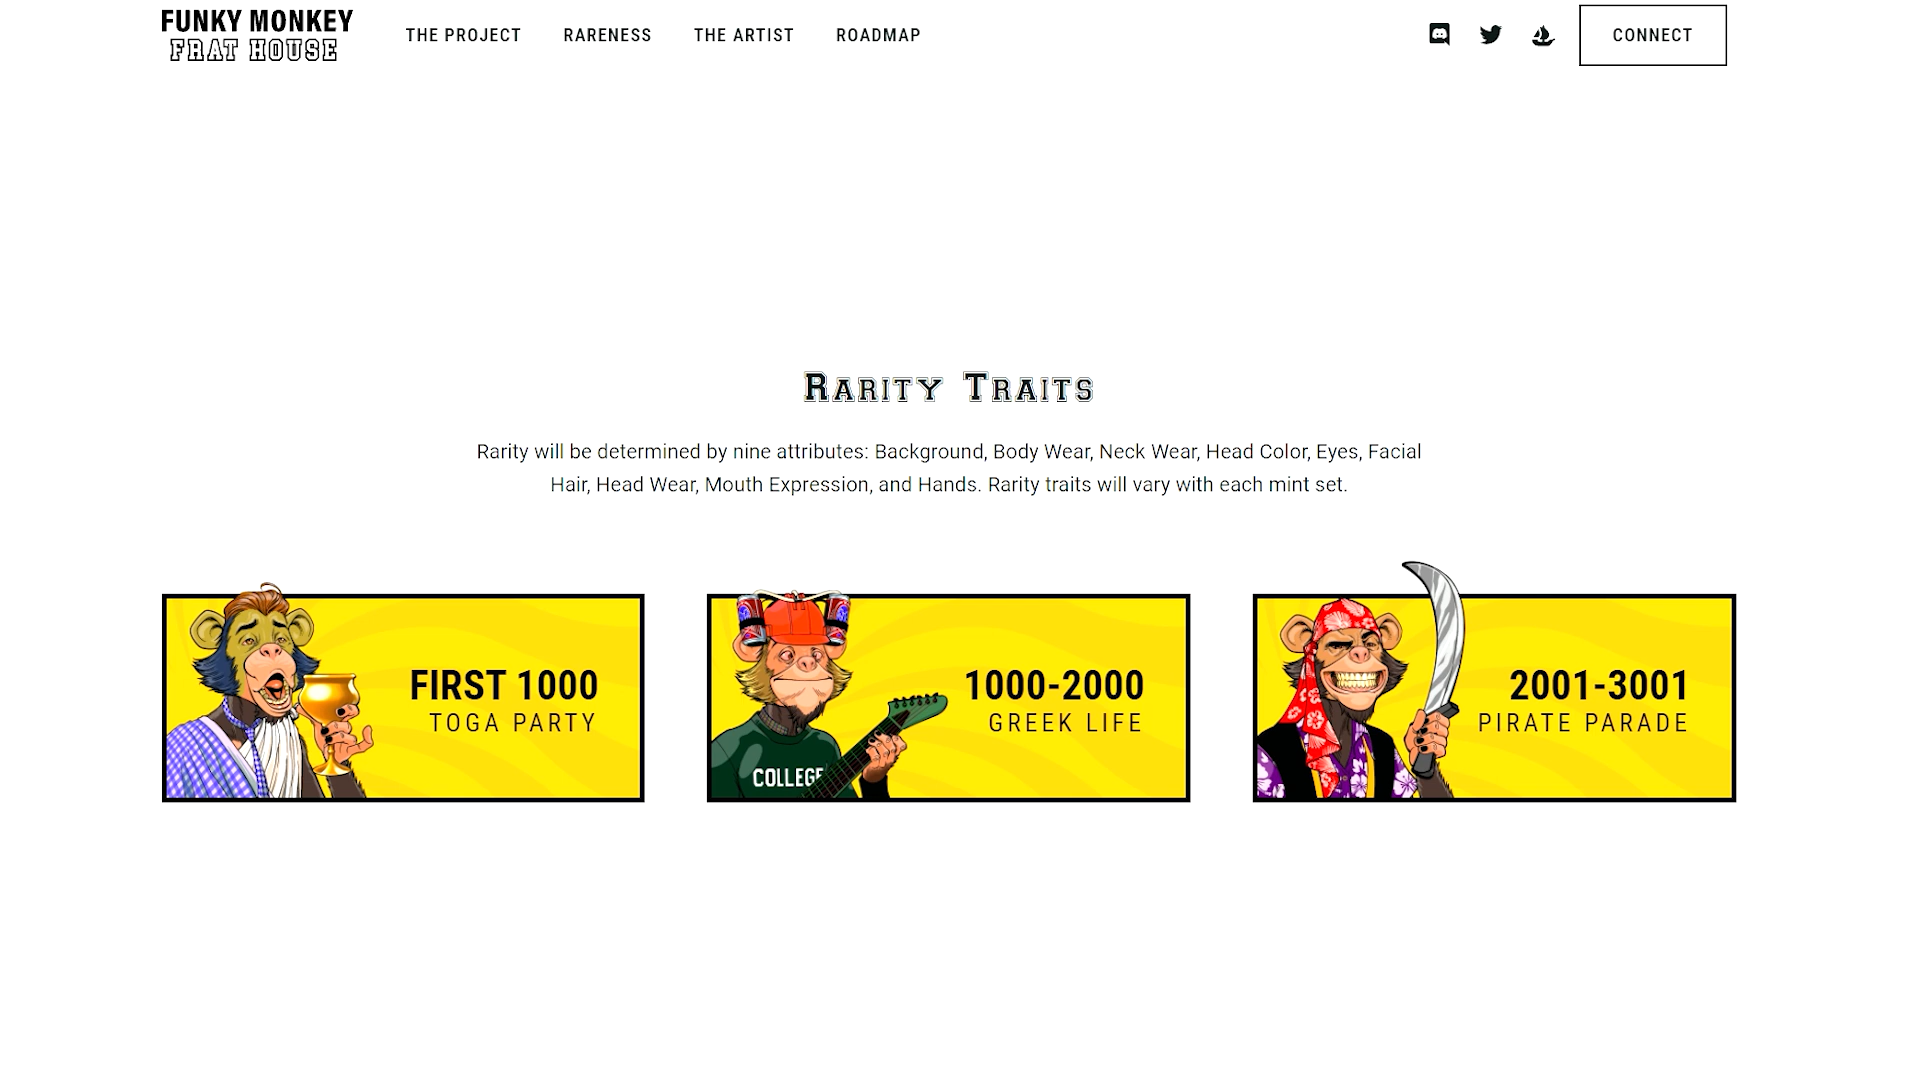 FUNKY MONKEY
FRAT HOUSE
THE PROJECT
RARENESS
THE ARTIST
ROADMAP
CONNECT
RARITY TRAITS
Rarity will be determined by nine attributes: Background, Body Wear, Neck Wear, Head Color, Eyes, Facial
Hair, Head Wear, Mouth Expression, and Hands. Rarity traits will vary with each mint set.
FIRST 1000
TOGA PARTY
COLLEGE
1000-2000
GREEK LIFE
2001-3001
PIRATE PARADE